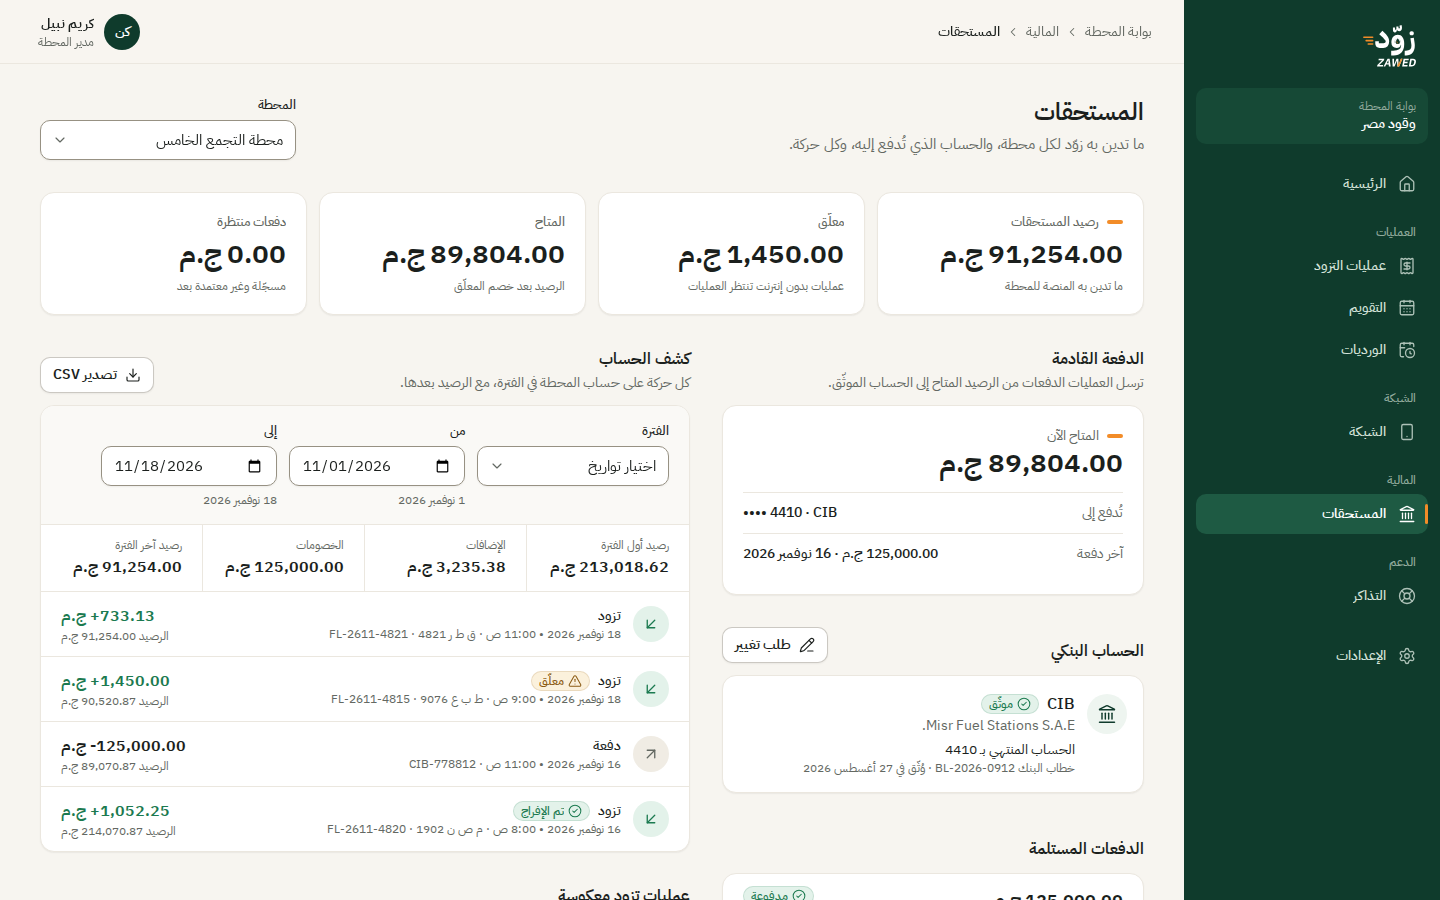 زوّد
ZAWED
بوابة المحطة
وقود مصر
الرئيسية
العمليات
عمليات التزود
التقويم
الورديات
الشبكة
الشبكة
المالية
المستحقات
الدعم
التذاكر
الإعدادات
بوابة المحطة
المالية
المستحقات
كن
كريم نبيل
مدير المحطة
المستحقات
ما تدين به زوّد لكل محطة، والحساب الذي تُدفع إليه، وكل حركة.
المحطة
محطة التجمع الخامس
رصيد المستحقات
91,254.00 ج.م
ما تدين به المنصة للمحطة
معلّق
1,450.00 ج.م
عمليات بدون إنترنت تنتظر العمليات
المتاح
89,804.00 ج.م
الرصيد بعد خصم المعلّق
دفعات منتظرة
0.00 ج.م
مسجّلة وغير معتمدة بعد
الدفعة القادمة
ترسل العمليات الدفعات من الرصيد المتاح إلى الحساب الموثّق.
المتاح الآن
89,804.00 ج.م
تُدفع إلى
CIB · 4410 ••••
آخر دفعة
125,000.00 ج.م · 16 نوفمبر 2026
الحساب البنكي
طلب تغيير
CIB
موثّق
Misr Fuel Stations S.A.E.
الحساب المنتهي بـ 4410
خطاب البنك BL-2026-0912 · وُثّق في 27 أغسطس 2026
الدفعات المستلمة
125,000.00 ج.م
مدفوعة
كشف الحساب
كل حركة على حساب المحطة في الفترة، مع الرصيد بعدها.
تصدير CSV
الفترة
اختيار تواريخ
من
11/01/2026
1 نوفمبر 2026
إلى
11/18/2026
18 نوفمبر 2026
رصيد أول الفترة
213,018.62 ج.م
الإضافات
3,235.38 ج.م
الخصومات
125,000.00 ج.م
رصيد آخر الفترة
91,254.00 ج.م
تزود
18 نوفمبر 2026 • 11:00 ص · ق ط ر 4821 · FL-2611-4821
+733.13 ج.م
الرصيد 91,254.00 ج.م
تزود
معلّق
18 نوفمبر 2026 • 9:00 ص · ط ب ع 9076 · FL-2611-4815
+1,450.00 ج.م
الرصيد 90,520.87 ج.م
دفعة
16 نوفمبر 2026 • 11:00 ص · CIB-778812
-125,000.00 ج.م
الرصيد 89,070.87 ج.م
تزود
تم الإفراج
16 نوفمبر 2026 • 8:00 ص · م ص ن 1902 · FL-2611-4820
+1,052.25 ج.م
الرصيد 214,070.87 ج.م
عمليات تزود معكوسة